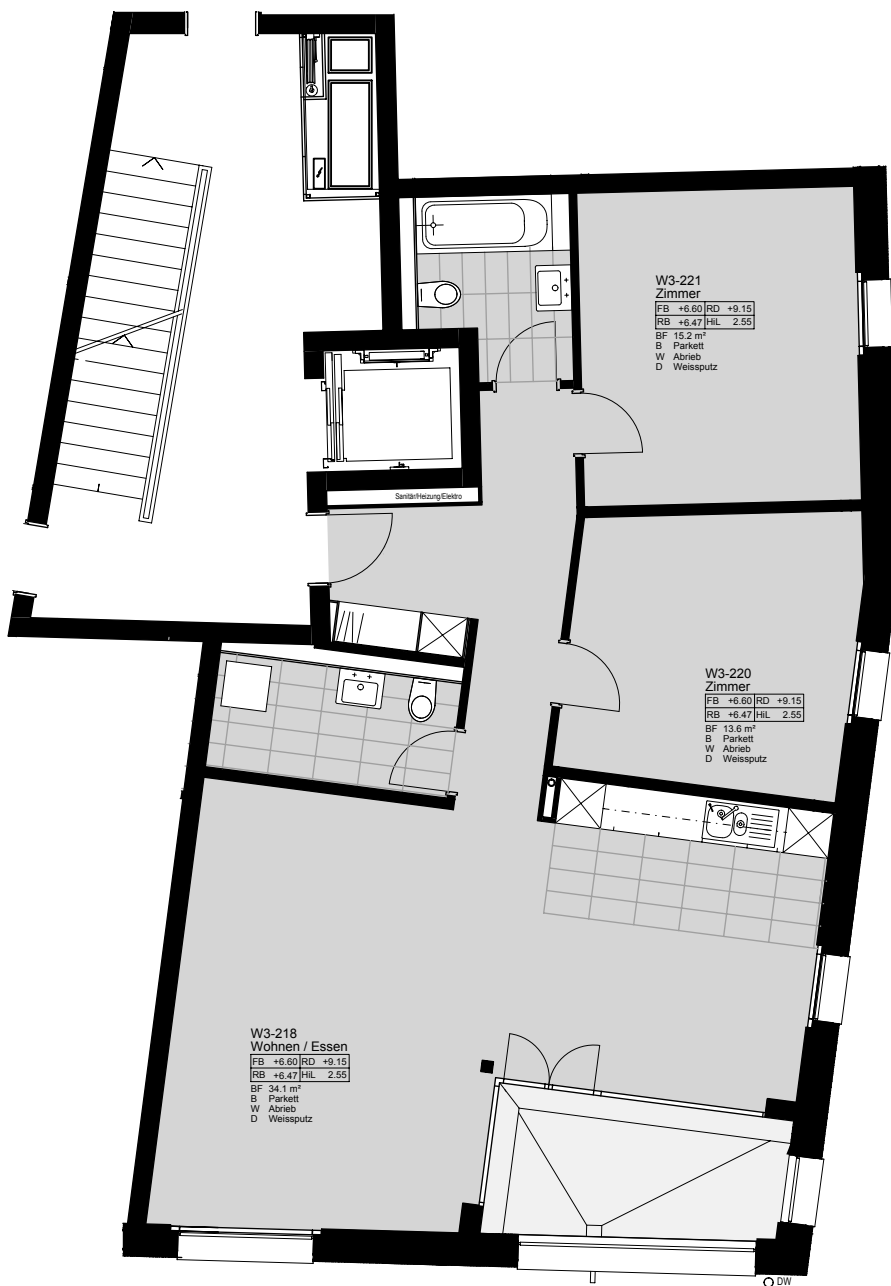 W3-221
Zimmer
FB +6.60 RD +9.15
RB +6.47 HiL 2.55
BF 15.2 m²
B Parkett
W Abrieb
D Weissputz
Sanitär/Heizung/Elektro
W3-220
Zimmer
FB +6.60 RD +9.15
RB +6.47 HiL 2.55
BF 13.6 m²
B Parkett
W Abrieb
D Weissputz
W3-218
Wohnen / Essen
FB +6.60 RD +9.15
RB +6.47 HiL 2.55
BF 34.1 m²
B Parkett
W Abrieb
D Weissputz
DW